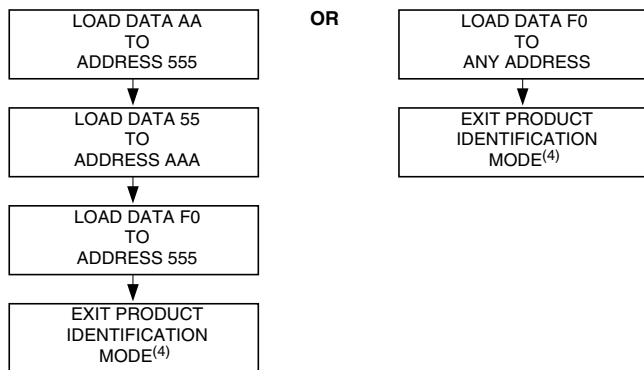 LOAD DATA AA
TO
ADDRESS 555
LOAD DATA 55
TO
ADDRESS AAA
LOAD DATA F0
TO
ADDRESS 555
EXIT PRODUCT
IDENTIFICATION
MODE(4)
OR
LOAD DATA F0
TO
ANY ADDRESS
EXIT PRODUCT
IDENTIFICATION
MODE(4)